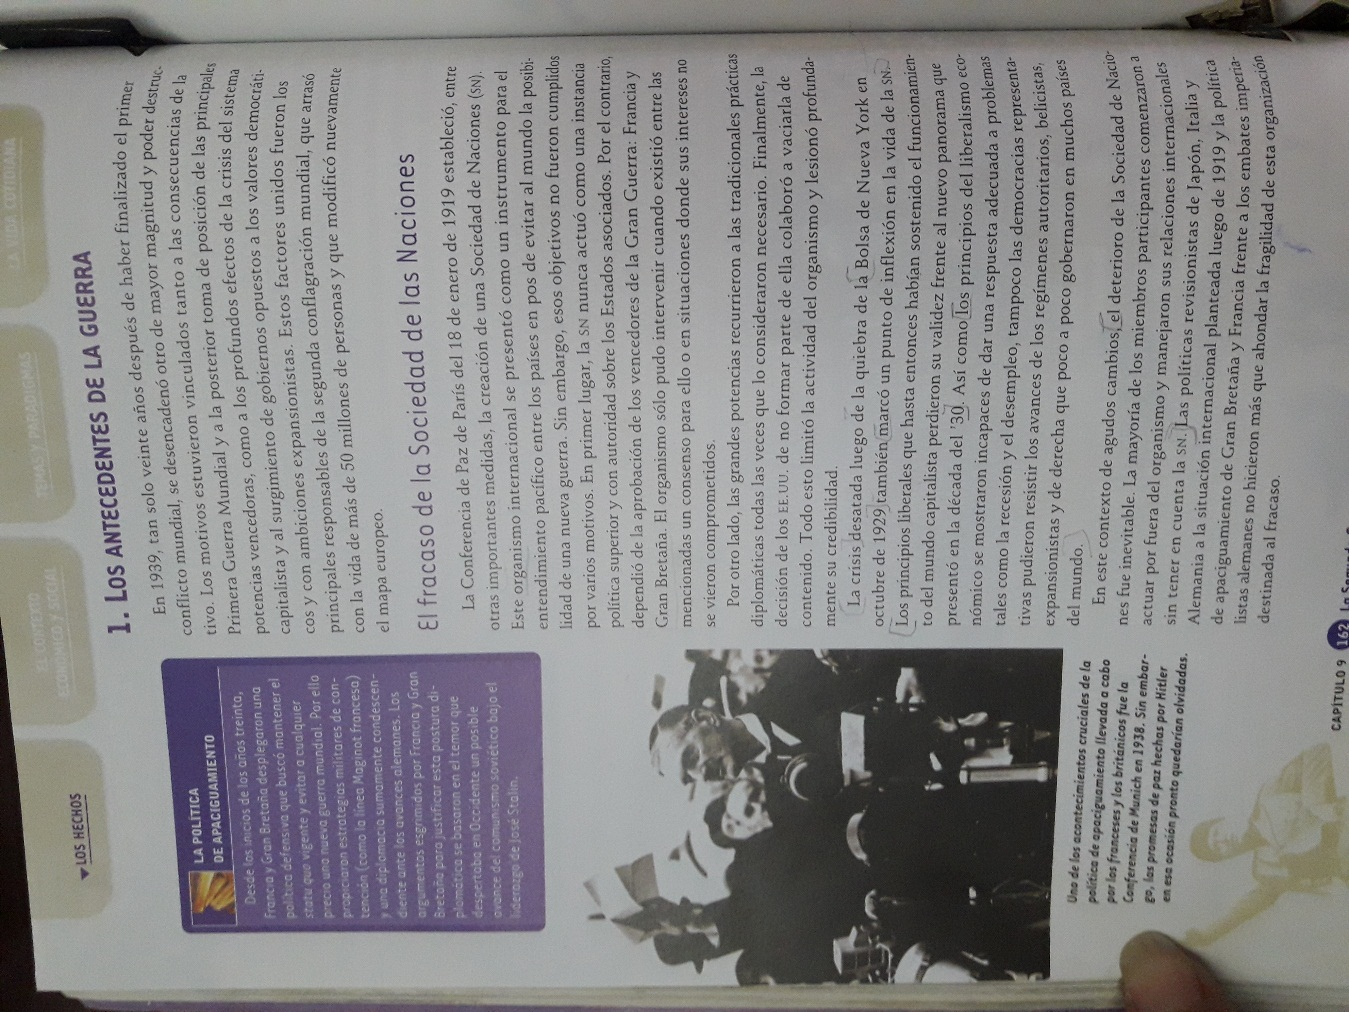 LOS HECHOS
EL CONTEXTO
ECONÓMICO Y SOCIAL
TEMAS Y PARADIGMAS
LA VIDA COTIDIANA
LA POLÍTICA
DE APACIGUAMIENTO
Desde los inicios de los años treinta,
Francia y Gran Bretaña desplegaron una
política defensiva que buscó mantener el
statu quo vigente y evitar a cualquier
precio una nueva guerra mundial. Por ello
propiciaron estrategias militares de con-
tención (como la línea Maginot francesa)
y una diplomacia sumamente condescen-
diente ante los avances alemanes. Los
argumentos esgrimidos por Francia y Gran
Bretaña para justificar esta postura di-
plomática se basaron en el temor que
despertaba en Occidente un posible
avance del comunismo soviético bajo el
liderazgo de José Stalin.
Uno de los acontecimientos cruciales de la
política de apaciguamiento llevada a cabo
por los franceses y los británicos fue la
Conferencia de Munich en 1938. Sin embar-
go, las promesas de paz hechas por Hitler
en esa ocasión pronto quedarían olvidadas.
1. LOS ANTECEDENTES DE LA GUERRA
En 1939, tan solo veinte años después de haber finalizado el primer
conflicto mundial, se desencadenó otro de mayor magnitud y poder destruc-
tivo. Los motivos estuvieron vinculados tanto a las consecuencias de la
Primera Guerra Mundial y a la posterior toma de posición de las principales
potencias vencedoras, como a los profundos efectos de la crisis del sistema
capitalista y al surgimiento de gobiernos opuestos a los valores democráti-
cos y con ambiciones expansionistas. Estos factores unidos fueron los
principales responsables de la segunda conflagración mundial, que arrasó
con la vida de más de 50 millones de personas y que modificó nuevamente
el mapa europeo.
El fracaso de la Sociedad de las Naciones
La Conferencia de Paz de París del 18 de enero de 1919 estableció, entre
otras importantes medidas, la creación de una Sociedad de Naciones (SN).
Este organismo internacional se presentó como un instrumento para el
entendimiento pacífico entre los países en pos de evitar al mundo la posibi-
lidad de una nueva guerra. Sin embargo, esos objetivos no fueron cumplidos
por varios motivos. En primer lugar, la SN nunca actuó como una instancia
política superior y con autoridad sobre los Estados asociados. Por el contrario,
dependió de la aprobación de los vencedores de la Gran Guerra: Francia y
Gran Bretaña. El organismo sólo pudo intervenir cuando existió entre las
mencionadas un consenso para ello o en situaciones donde sus intereses no
se vieron comprometidos.
Por otro lado, las grandes potencias recurrieron a las tradicionales prácticas
diplomáticas todas las veces que lo consideraron necesario. Finalmente, la
decisión de los EE.UU. de no formar parte de ella colaboró a vaciarla de
contenido. Todo esto limitó la actividad del organismo y lesionó profunda-
mente su credibilidad.
La crisis desatada luego de la quiebra de la Bolsa de Nueva York en
octubre de 1929 también marcó un punto de inflexión en la vida de la SN.
Los principios liberales que hasta entonces habían sostenido el funcionamien-
to del mundo capitalista perdieron su validez frente al nuevo panorama que
presentó en la década del '30. Así como los principios del liberalismo eco-
nómico se mostraron incapaces de dar una respuesta adecuada a problemas
tales como la recesión y el desempleo, tampoco las democracias representa-
tivas pudieron resistir los avances de los regímenes autoritarios, belicistas,
expansionistas y de derecha que poco a poco gobernaron en muchos países
del mundo.
En este contexto de agudos cambios, el deterioro de la Sociedad de Nacio-
nes fue inevitable. La mayoría de los miembros participantes comenzaron a
actuar por fuera del organismo y manejaron sus relaciones internacionales
sin tener en cuenta la SN. Las políticas revisionistas de Japón, Italia y
Alemania a la situación internacional planteada luego de 1919 y la política
de apaciguamiento de Gran Bretaña y Francia frente a los embates imperia-
listas alemanes no hicieron más que ahondar la fragilidad de esta organización
destinada al fracaso.
CAPÍTULO 9 162